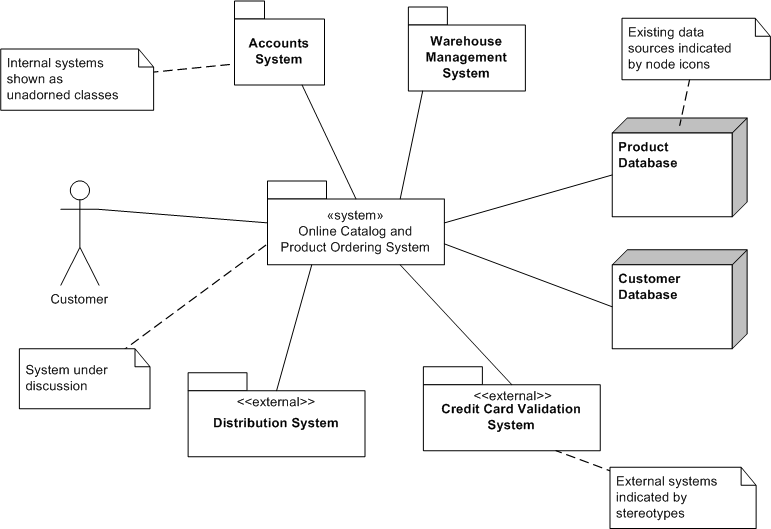 Accounts
System
Warehouse
Management
System
Existing data
sources indicated
by node icons
Internal systems
shown as
unadorned classes
Product
Database
«system»
Online Catalog and
Product Ordering System
Customer
Customer
Database
System under
discussion
<<external>>
Distribution System
<<external>>
Credit Card Validation
System
External systems
indicated by
stereotypes